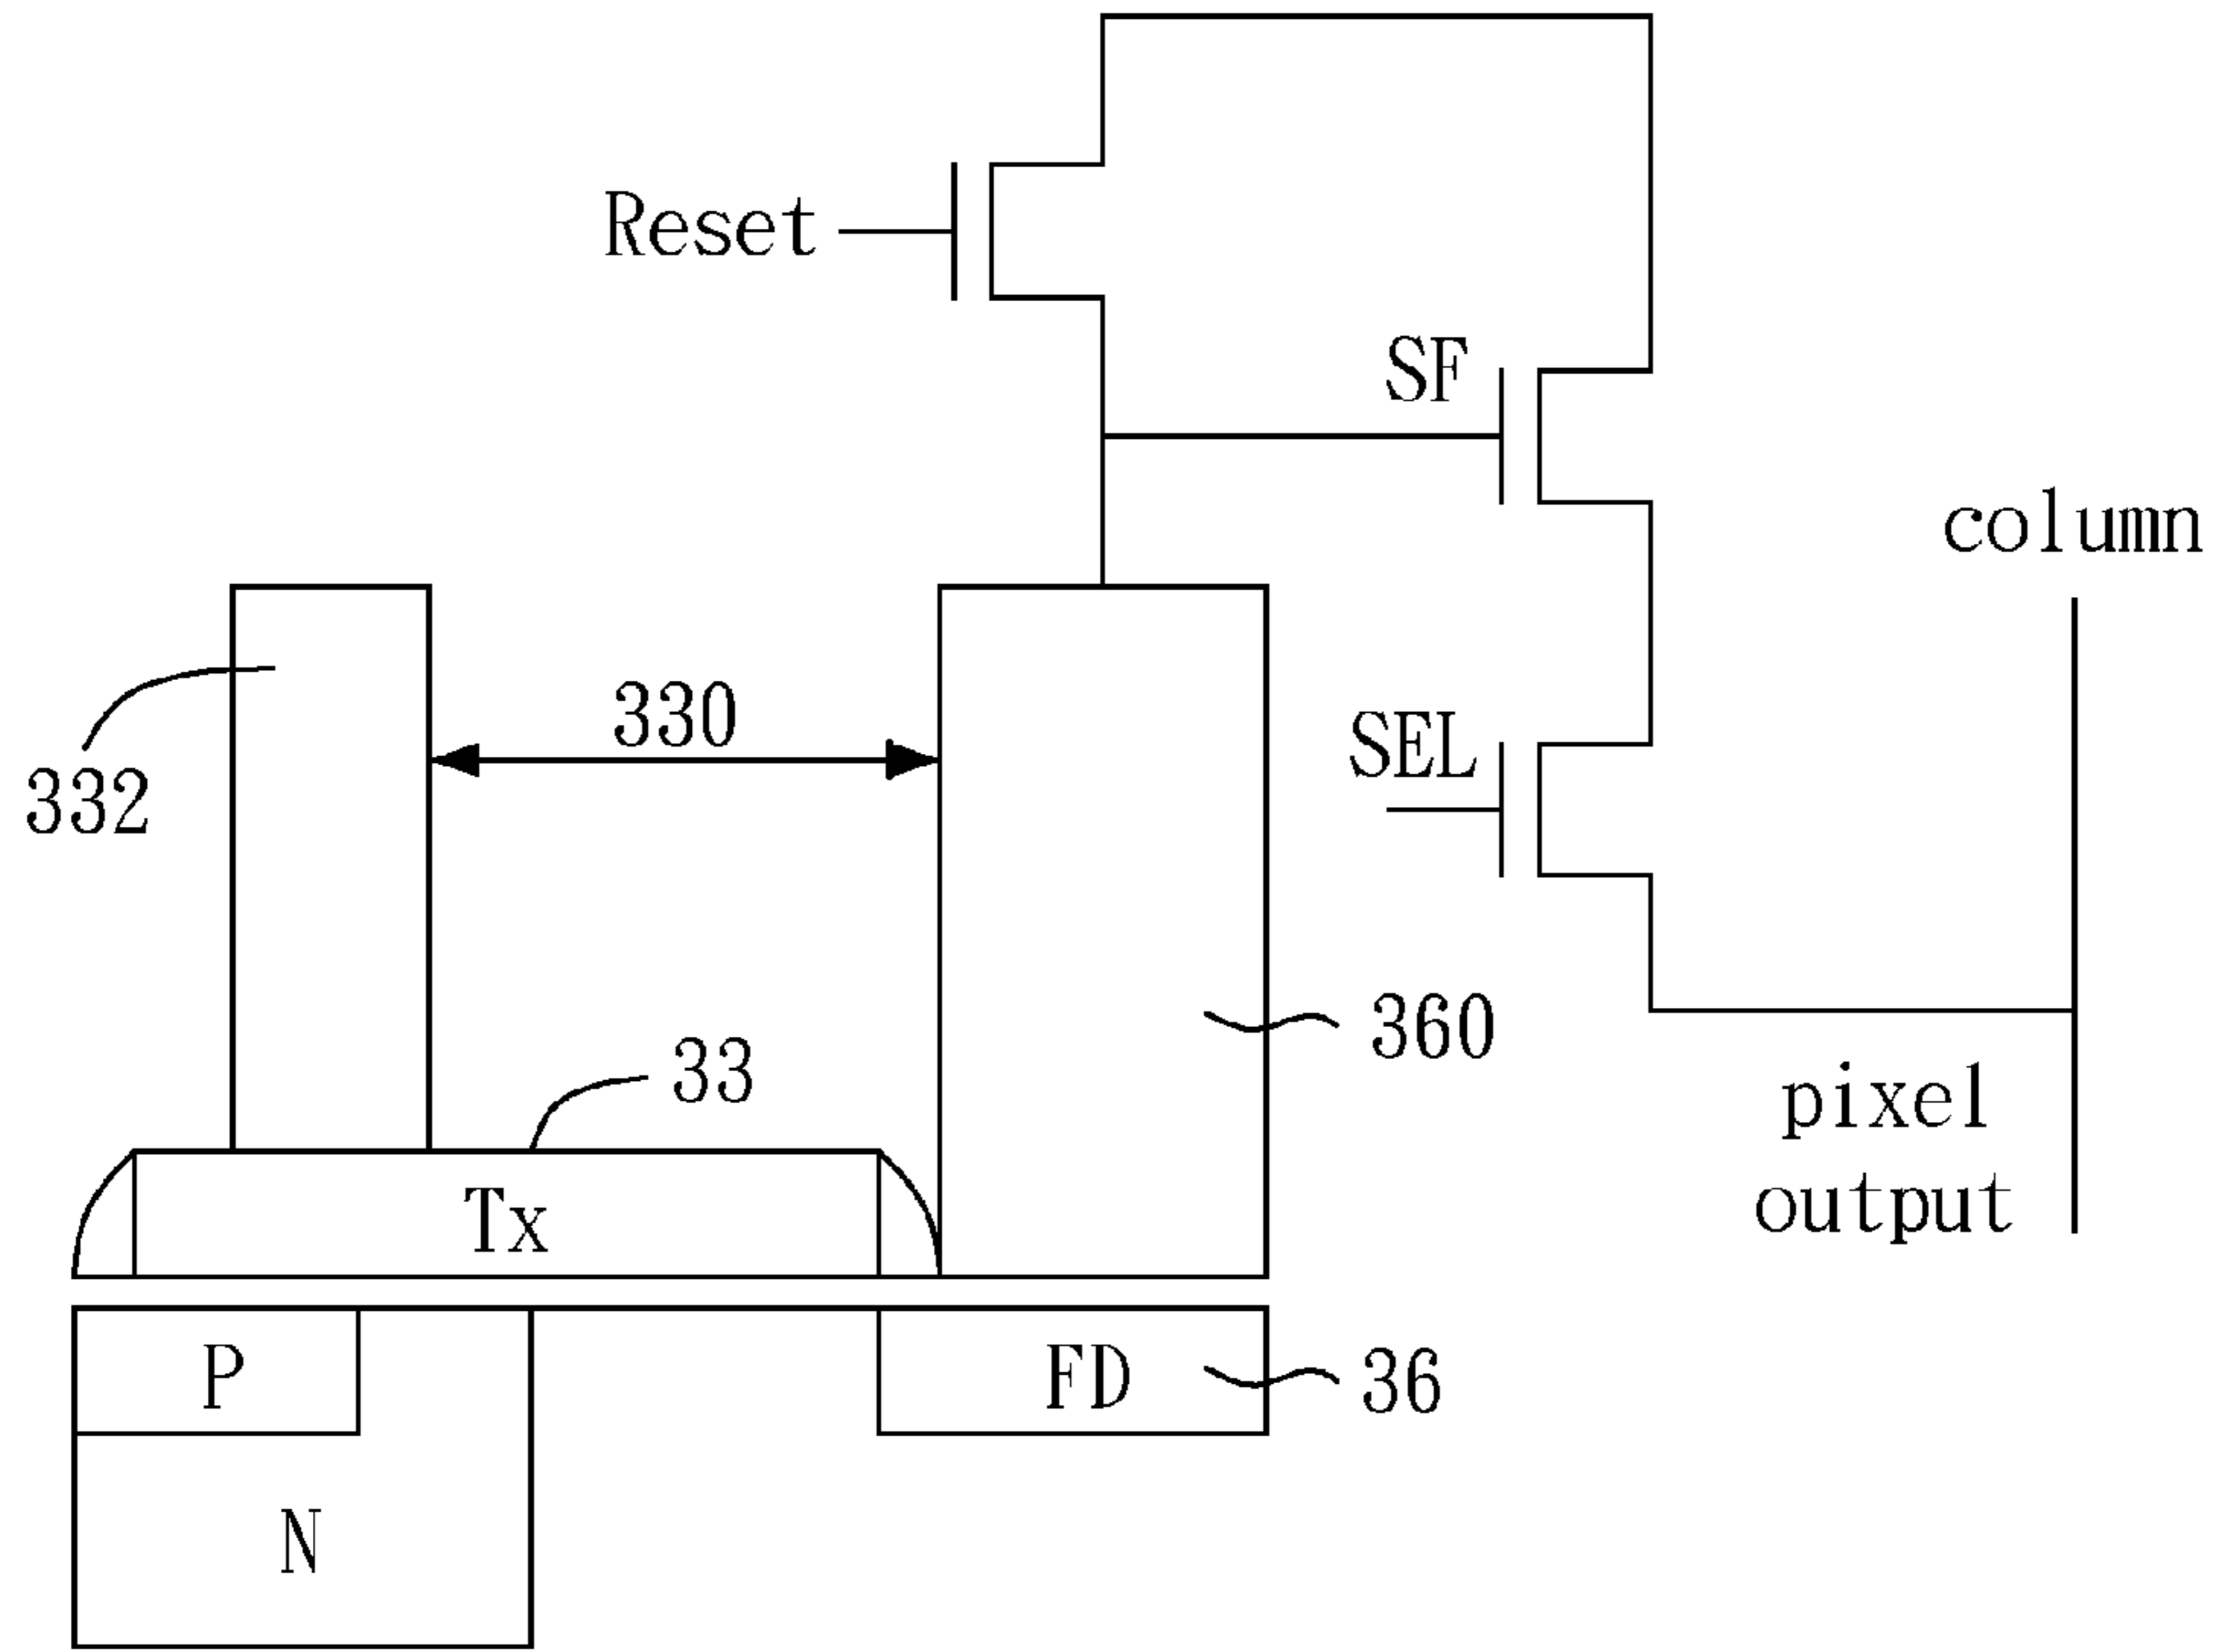 Reset
SF
column
330
SEL
332
360
33
pixel
output
Tx
P
FD
36
N